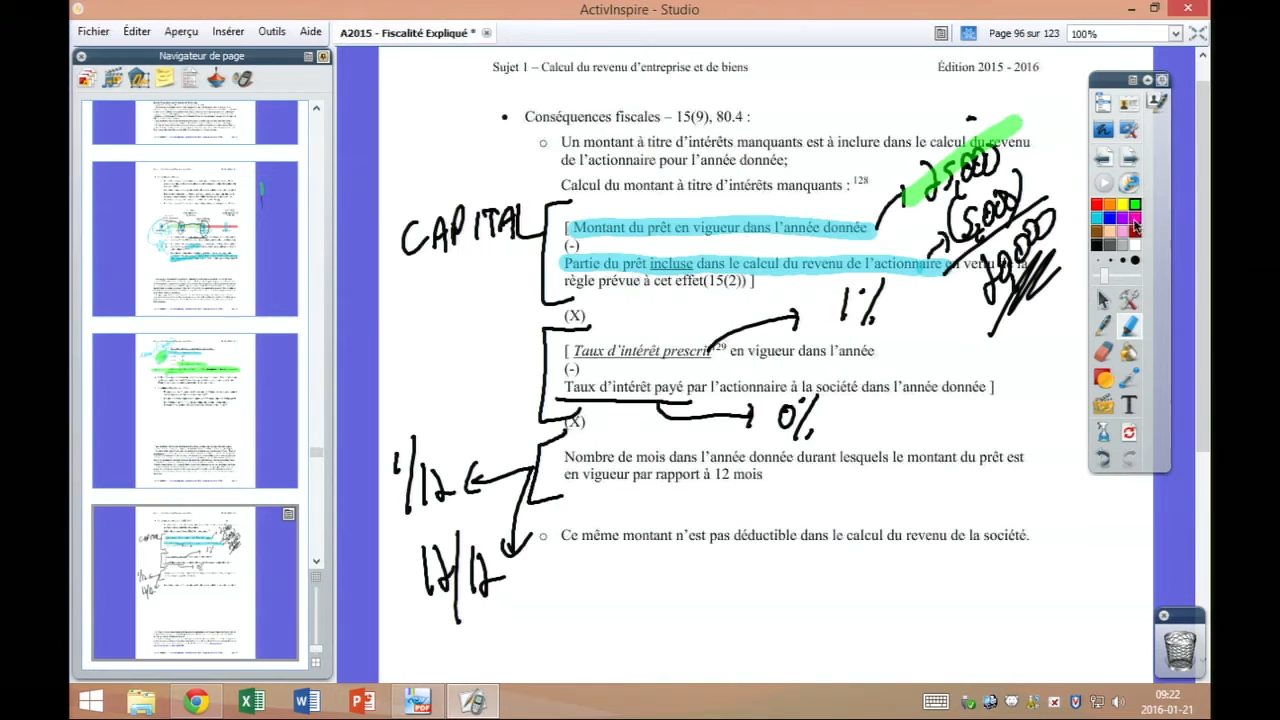 ActivInspire - Studio
Fichier Éditer Aperçu Insérer Outils Aide
A2015 - Fiscalité Expliqué *
Page 96 sur 123
100%
Navigateur de page
Sujet 1 – Calcul du revenu d'entreprise et de biens
Édition 2015 - 2016
• Conséquences fiscales – 15(9), 80.4 :
o Un montant à titre d'intérêts manquants est à inclure dans le calcul du revenu
de l'actionnaire pour l'année donnée;
Calcul du montant à titre d'intérêts manquants : 128
25,000
(5,000)
20,000
CAPITAL
[ Montant du prêt en vigueur dans l'année donnée
(-)
Partie du prêt incluse dans le calcul du revenu de l'actionnaire en vertu de la
règle prévue à cet effet(15(2)) ]
(X)
1%
[ Taux d'intérêt prescrit 129 en vigueur dans l'année
(-)
Taux d'intérêt payé par l'actionnaire à la société dans l'année donnée ]
0%
(X)
Nombre de mois dans l'année donnée durant lesquels le montant du prêt est
en vigueur par rapport à 12 mois
1/12
12/12
o Ce même montant n'est pas déductible dans le calcul du revenu de la société.
09:22
2016-01-21